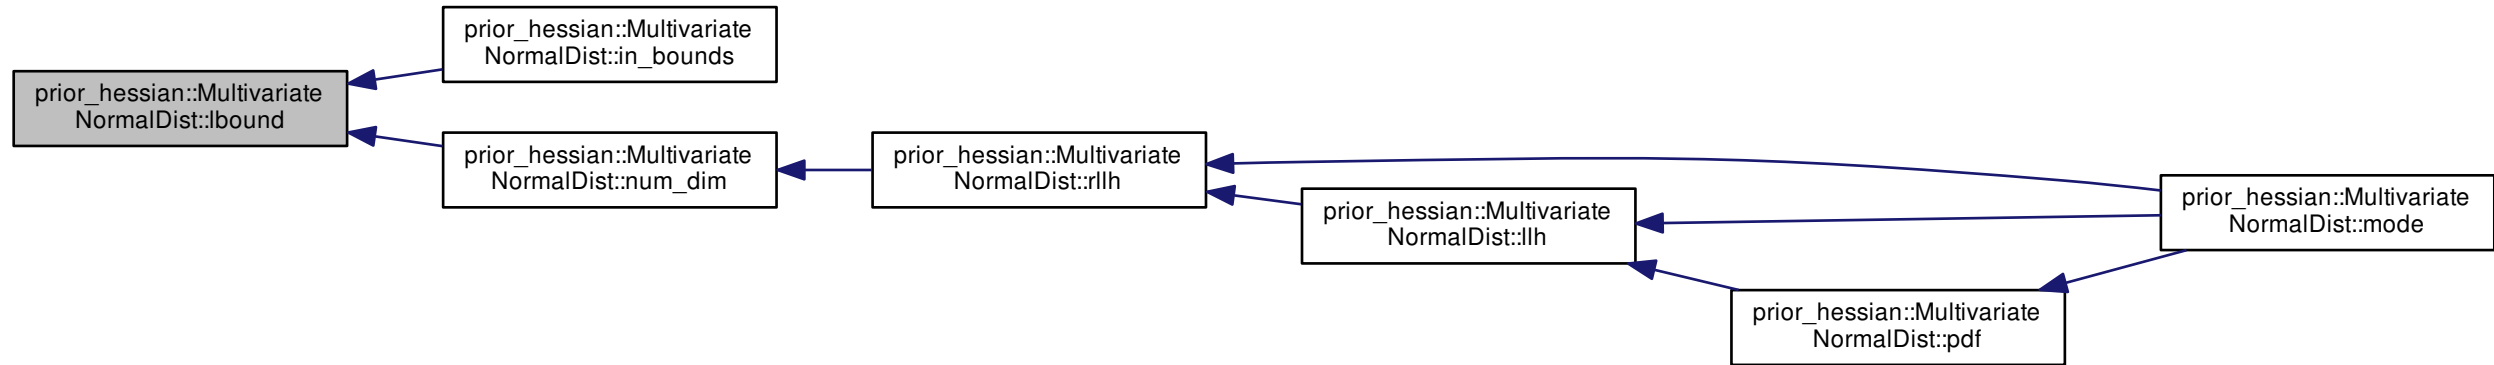 prior_hessian::Multivariate
NormalDist::lbound
prior_hessian::Multivariate
NormalDist::in_bounds
prior_hessian::Multivariate
NormalDist::num_dim
prior_hessian::Multivariate
NormalDist::rllh
prior_hessian::Multivariate
NormalDist::llh
prior_hessian::Multivariate
NormalDist::pdf
prior_hessian::Multivariate
NormalDist::mode